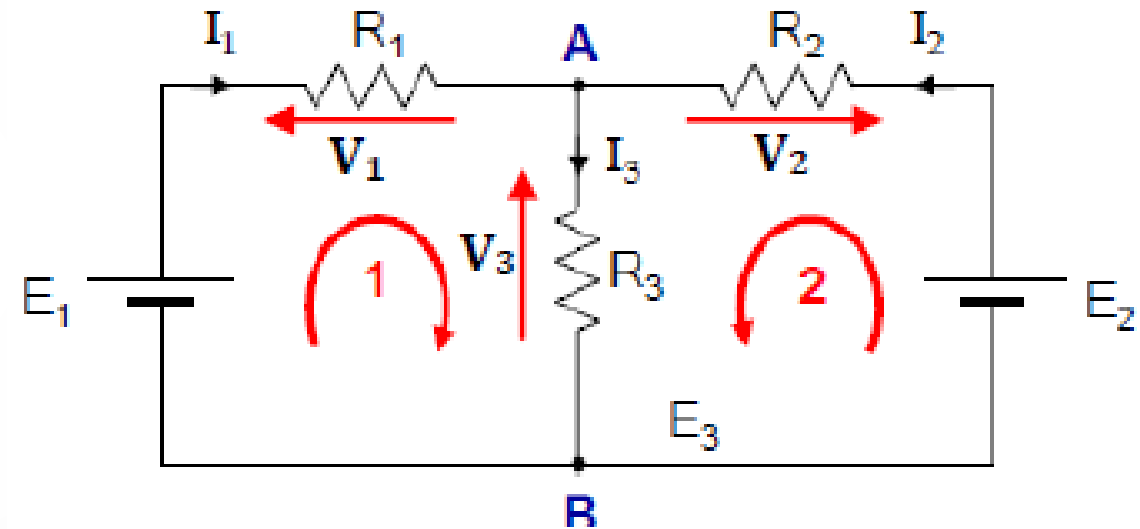 I₁ R₁ A R₂ I₂
V₁ I₃ V₂
V₃ R₃
1 2
E₁ E₂
E₃
B